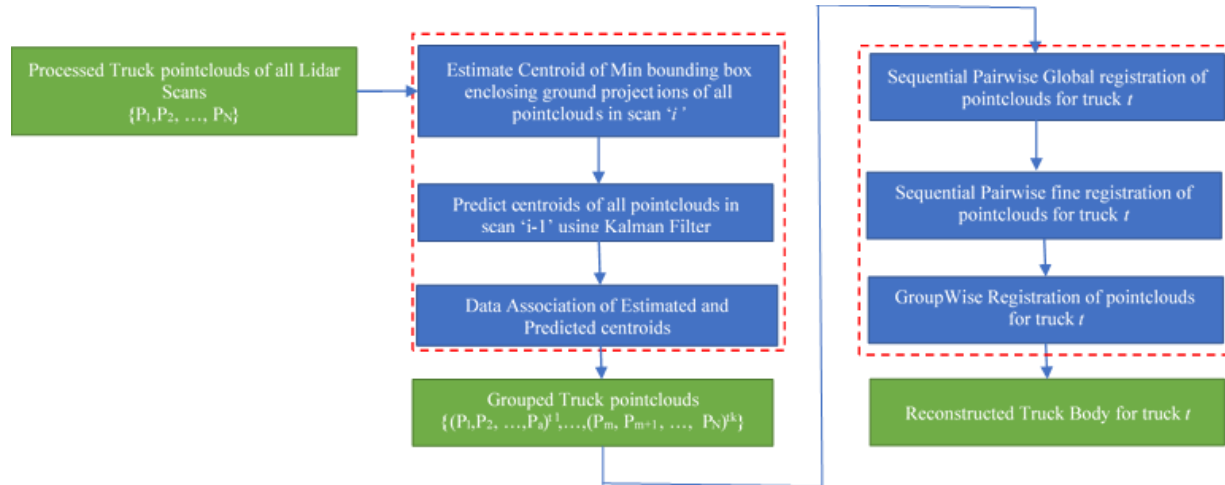 Processed Truck pointclouds of all Lidar
Scans
{P₁,P₂, …, P_N}
Estimate Centroid of Min bounding box
enclosing ground projections of all
pointclouds in scan ‘i’
Predict centroids of all pointclouds in
scan ‘i-1’ using Kalman Filter
Data Association of Estimated and
Predicted centroids
Grouped Truck pointclouds
{(P₁,P₂, …,Pₐ)ᵗ¹,…,(Pₘ, Pₘ₊₁, …, P_N)ᵗᵏ}
Sequential Pairwise Global registration of
pointclouds for truck t
Sequential Pairwise fine registration of
pointclouds for truck t
GroupWise Registration of pointclouds
for truck t
Reconstructed Truck Body for truck t